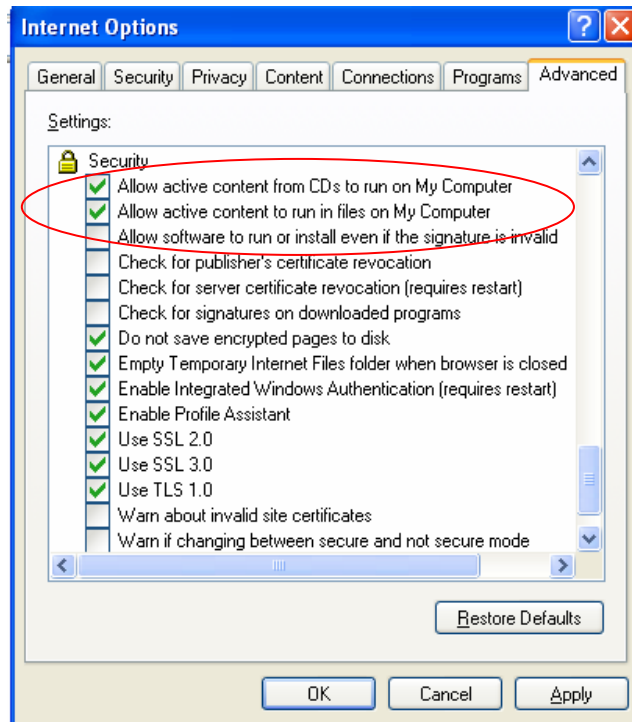 Internet Options
General Security Privacy Content Connections Programs Advanced
Settings:
Security
Allow active content from CDs to run on My Computer
Allow active content to run in files on My Computer
Allow software to run or install even if the signature is invalid
Check for publisher's certificate revocation
Check for server certificate revocation (requires restart)
Check for signatures on downloaded programs
Do not save encrypted pages to disk
Empty Temporary Internet Files folder when browser is closed
Enable Integrated Windows Authentication (requires restart)
Enable Profile Assistant
Use SSL 2.0
Use SSL 3.0
Use TLS 1.0
Warn about invalid site certificates
Warn if changing between secure and not secure mode
Restore Defaults
OK Cancel Apply